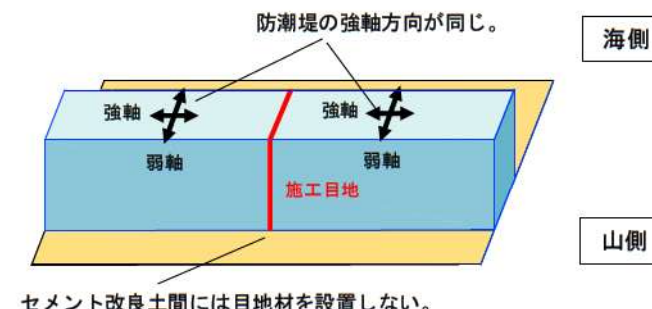 防潮堤の強軸方向が同じ。
海側
強軸
強軸
弱軸
弱軸
施工目地
山側
セメント改良土間には目地材を設置しない。